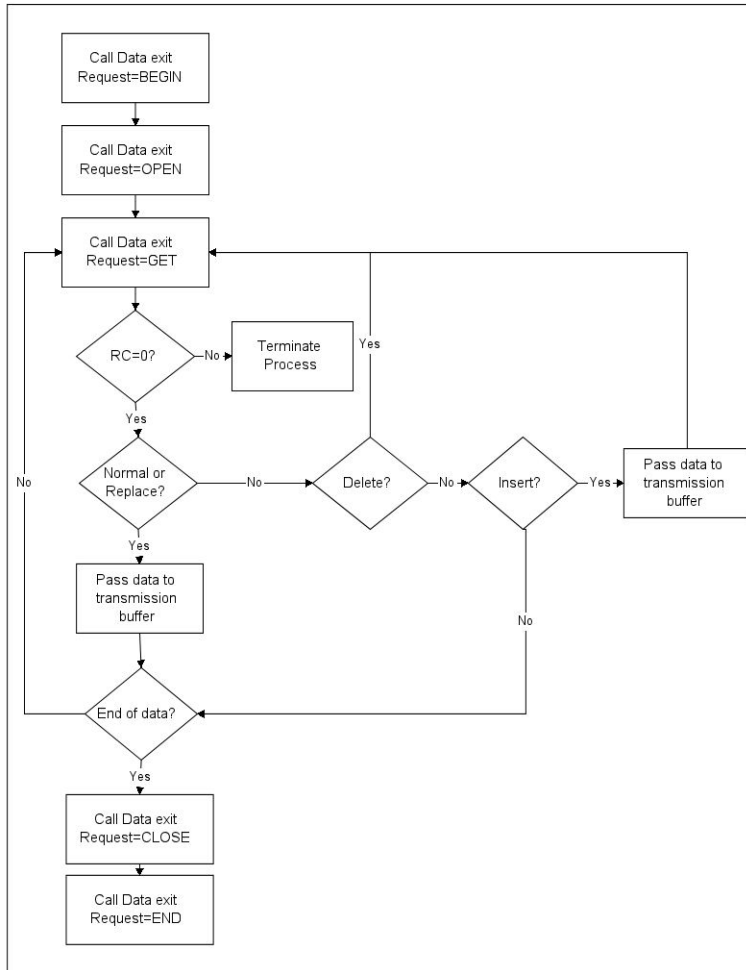 Call Data exit
Request=BEGIN
Call Data exit
Request=OPEN
Call Data exit
Request=GET
RC=0?
No
Terminate
Process
Yes
Yes
Normal or
Replace?
No
Delete?
No
Insert?
Yes
Pass data to
transmission
buffer
No
Yes
Pass data to
transmission
buffer
No
End of data?
Yes
Call Data exit
Request=CLOSE
Call Data exit
Request=END